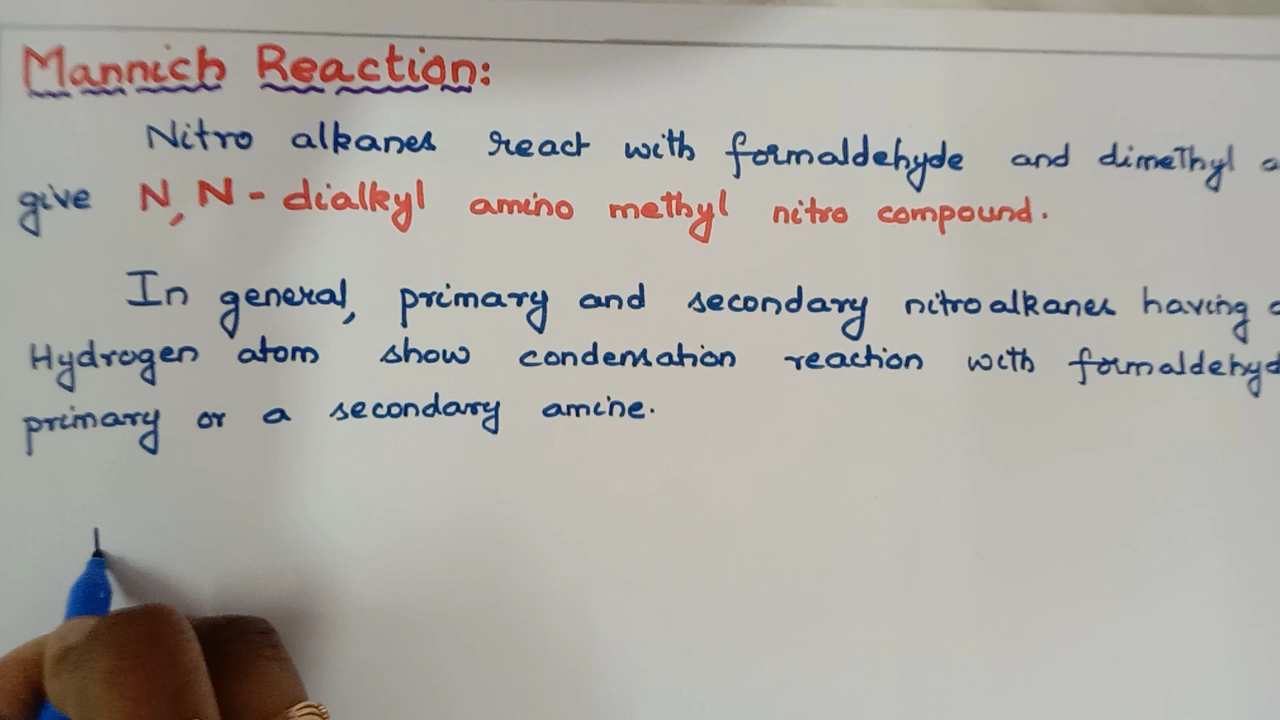 Mannich Reaction:
Nitro alkanes react with formaldehyde and dimethyl
give N, N - dialkyl amino methyl nitro compound.
In general, primary and secondary nitroalkanes having
Hydrogen atom show condensation reaction with formaldehyd
primary or a secondary amine.